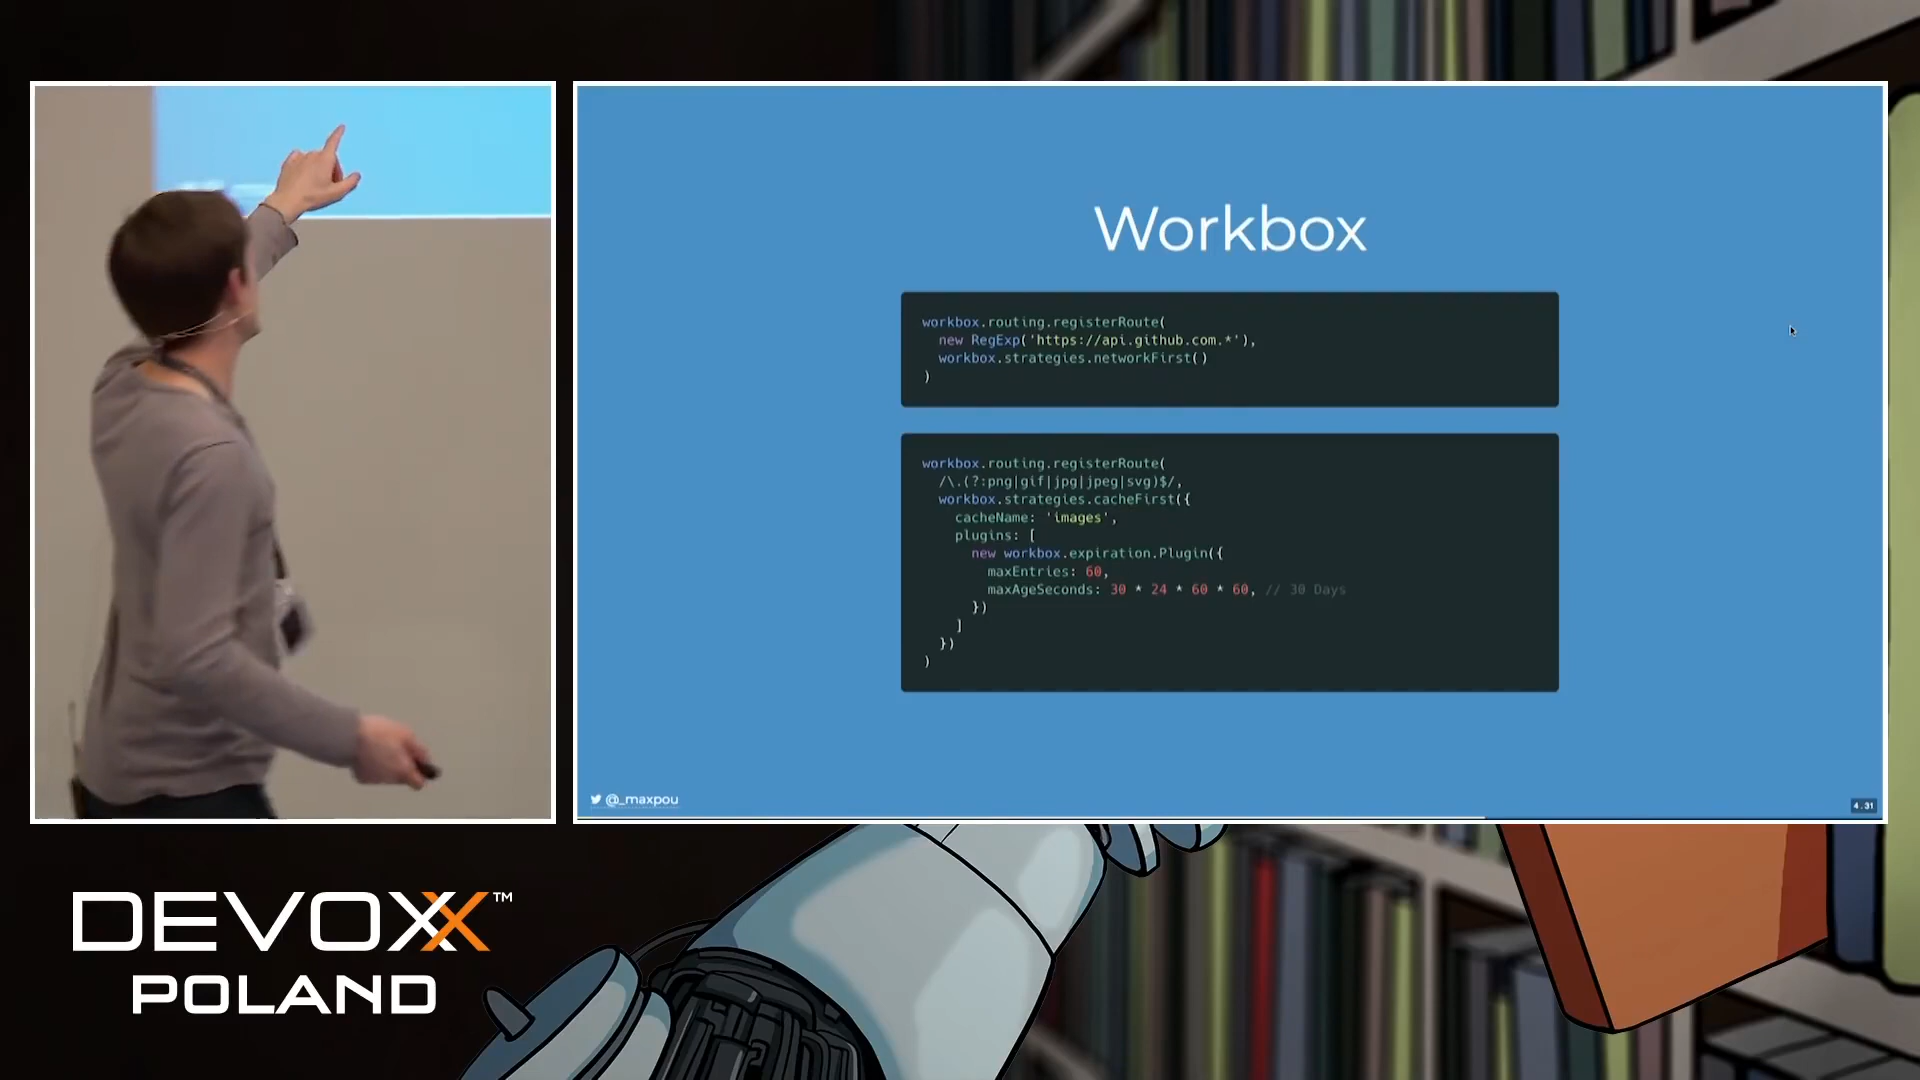 Workbox
workbox.routing.registerRoute(
new RegExp('https://api.github.com.*'),
workbox.strategies.networkFirst()
)
workbox.routing.registerRoute(
/\.(?:png|gif|jpg|jpeg|svg)$/,
workbox.strategies.cacheFirst({
cacheName: 'images',
plugins: [
new workbox.expiration.Plugin({
maxEntries: 60,
maxAgeSeconds: 30 * 24 * 60 * 60, // 30 Days
})
]
})
)
@_maxpou
4.31
DEVOXX™
POLAND